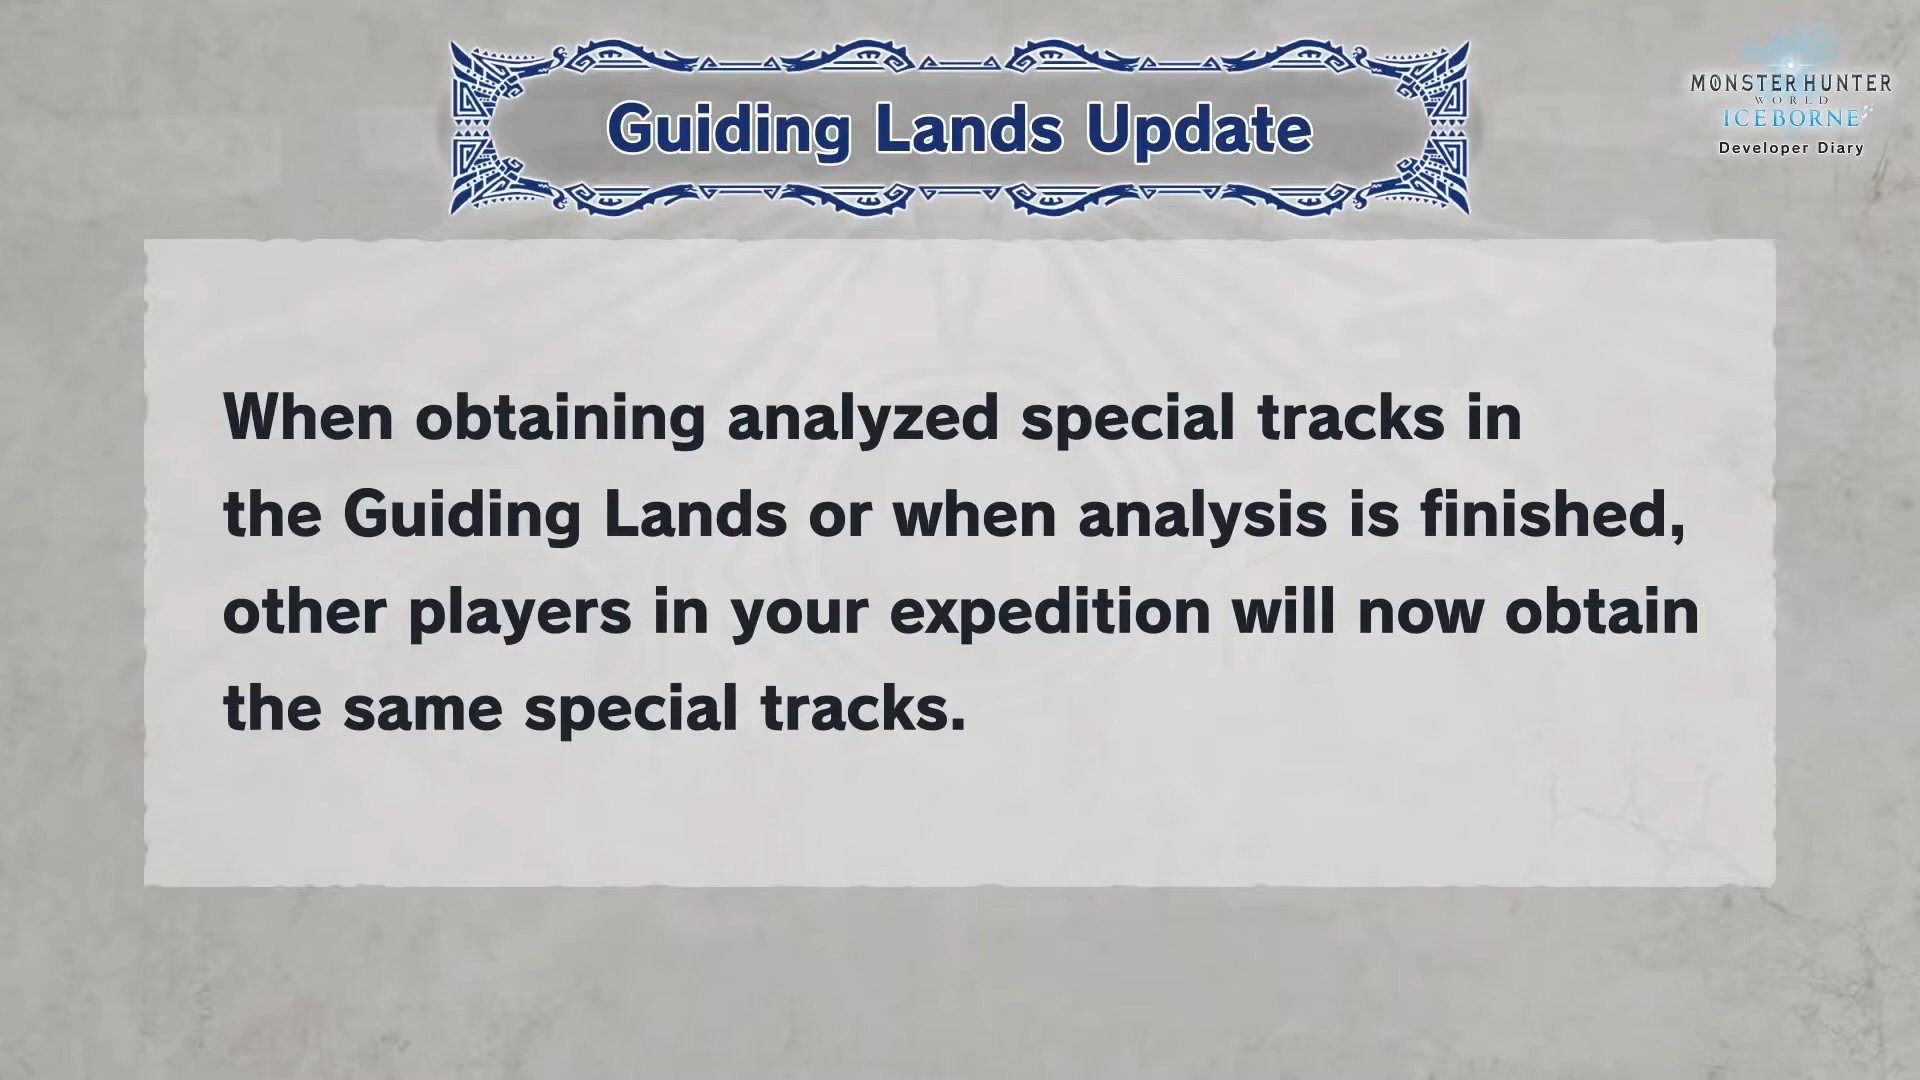 Guiding Lands Update
MONSTER HUNTER
WORLD
ICEBORNE
Developer Diary
When obtaining analyzed special tracks in
the Guiding Lands or when analysis is finished,
other players in your expedition will now obtain
the same special tracks.